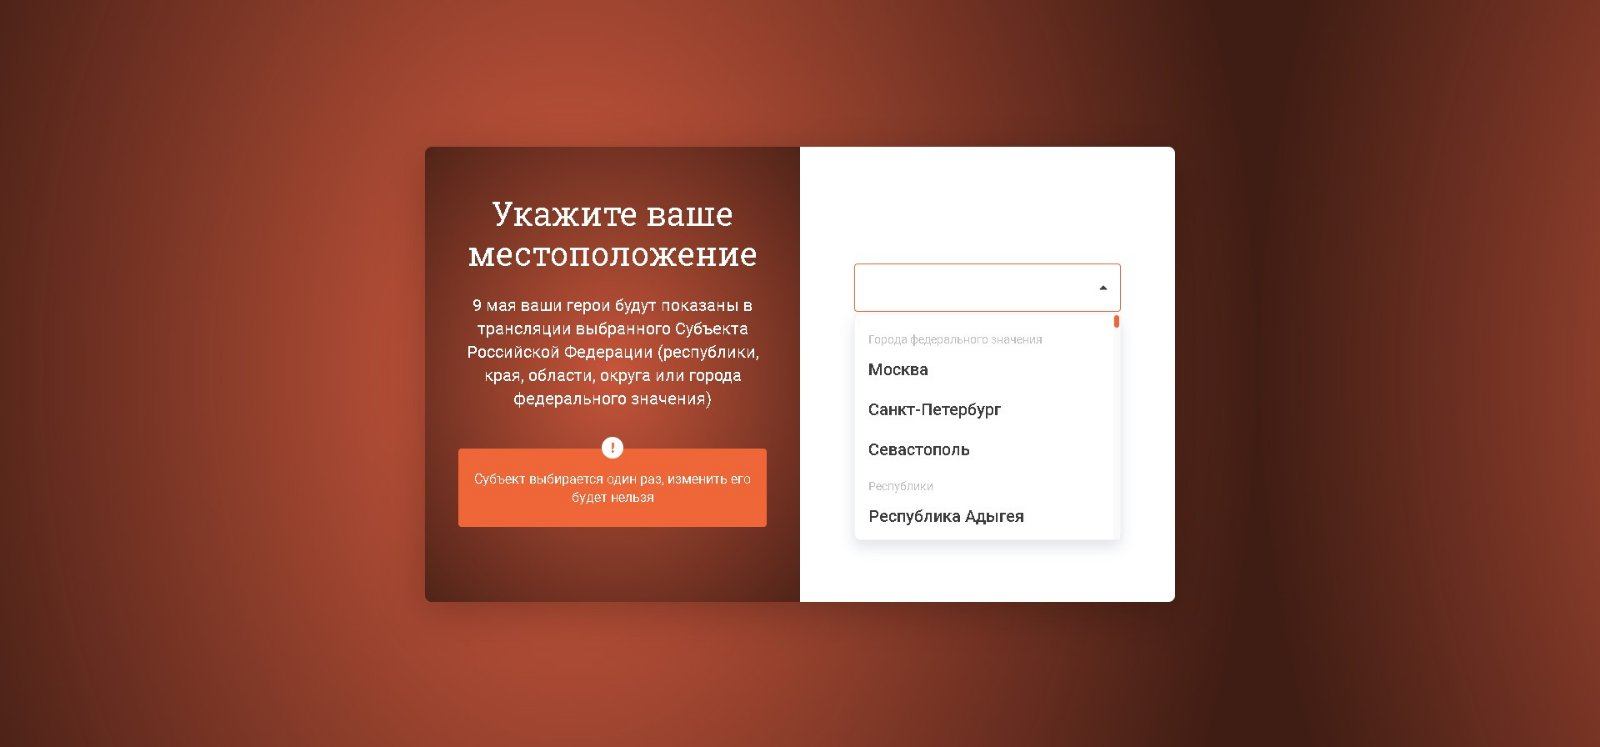 Укажите ваше
местоположение
9 мая ваши герои будут показаны в
трансляции выбранного Субъекта
Российской Федерации (республики,
края, области, округа или города
федерального значения)
!
Субъект выбирается один раз, изменить его
будет нельзя
Города федерального значения
Москва
Санкт-Петербург
Севастополь
Республики
Республика Адыгея